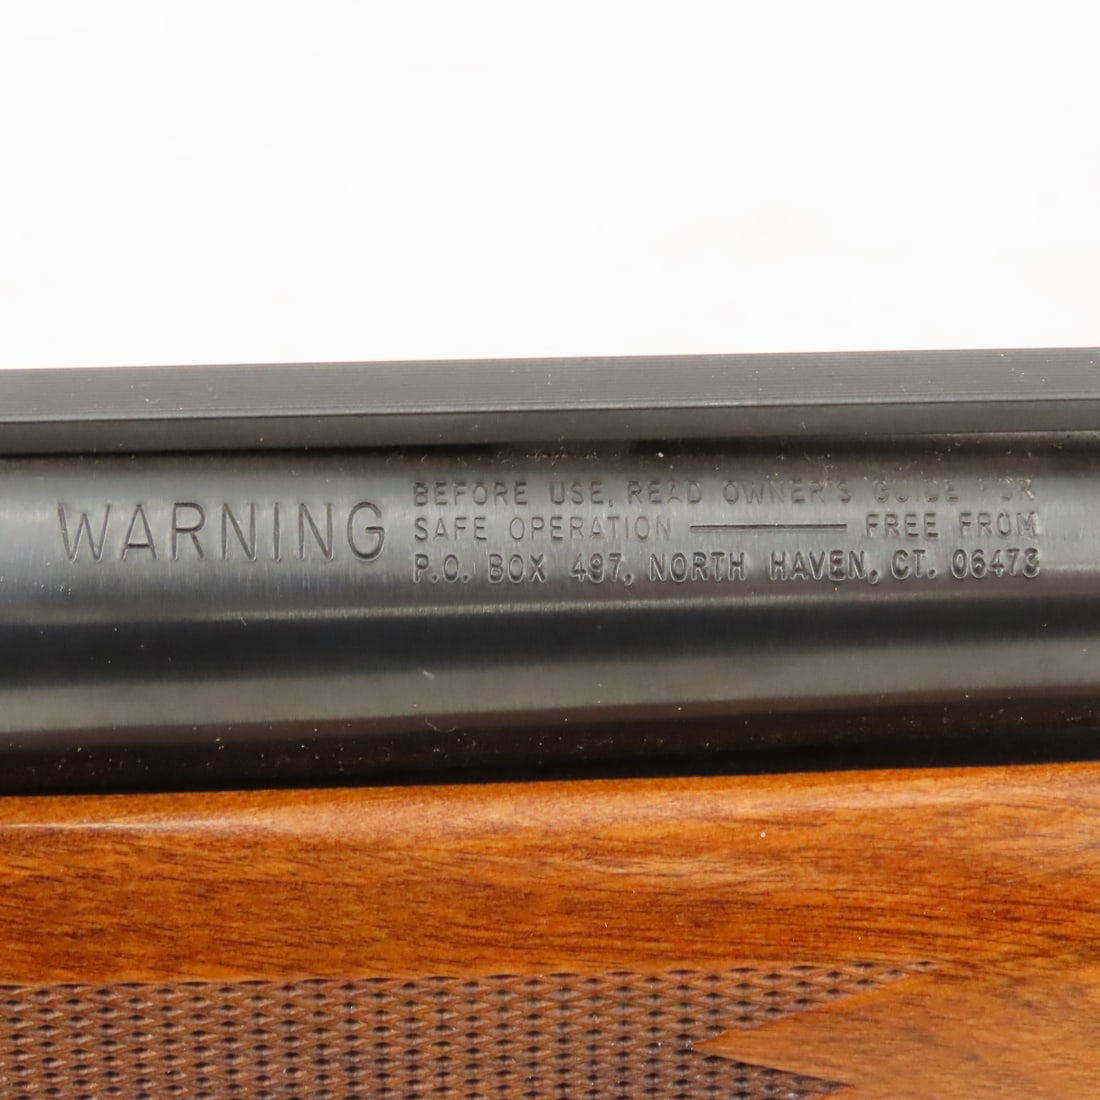 WARNING
BEFORE USE, READ OWNER'S GUIDE FOR
SAFE OPERATION ——— FREE FROM
P.O. BOX 497, NORTH HAVEN, CT. 06473